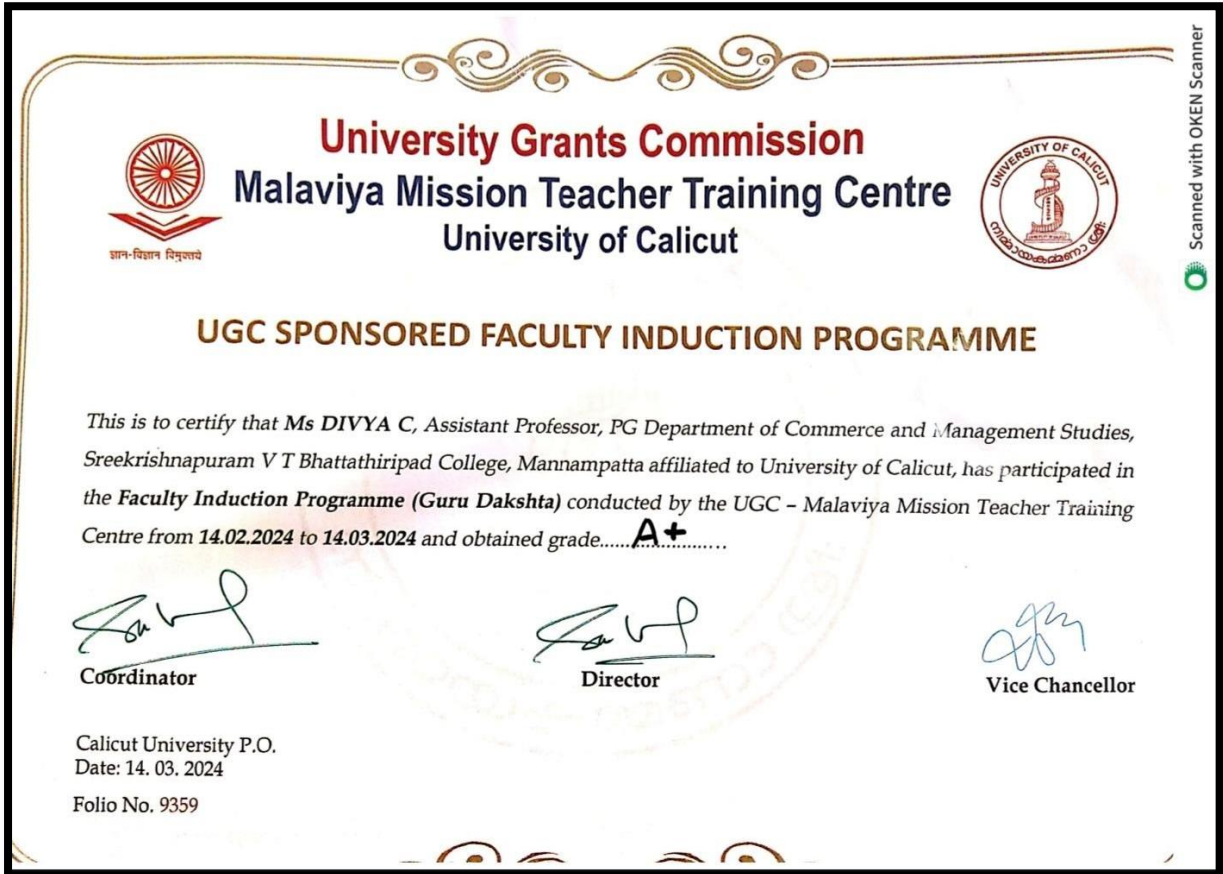 University Grants Commission
Malaviya Mission Teacher Training Centre
University of Calicut
ज्ञान-विज्ञान विमुक्तये
UNIVERSITY OF CALICUT
നിർമ്മായകർമ്മണാ ശ്രീഃ
UGC SPONSORED FACULTY INDUCTION PROGRAMME
This is to certify that Ms DIVYA C, Assistant Professor, PG Department of Commerce and Management Studies,
Sreekrishnapuram V T Bhattathiripad College, Mannampatta affiliated to University of Calicut, has participated in
the Faculty Induction Programme (Guru Dakshta) conducted by the UGC – Malaviya Mission Teacher Training
Centre from 14.02.2024 to 14.03.2024 and obtained grade......A+..........
Coordinator
Director
Vice Chancellor
Calicut University P.O.
Date: 14. 03. 2024
Folio No. 9359
Scanned with OKEN Scanner